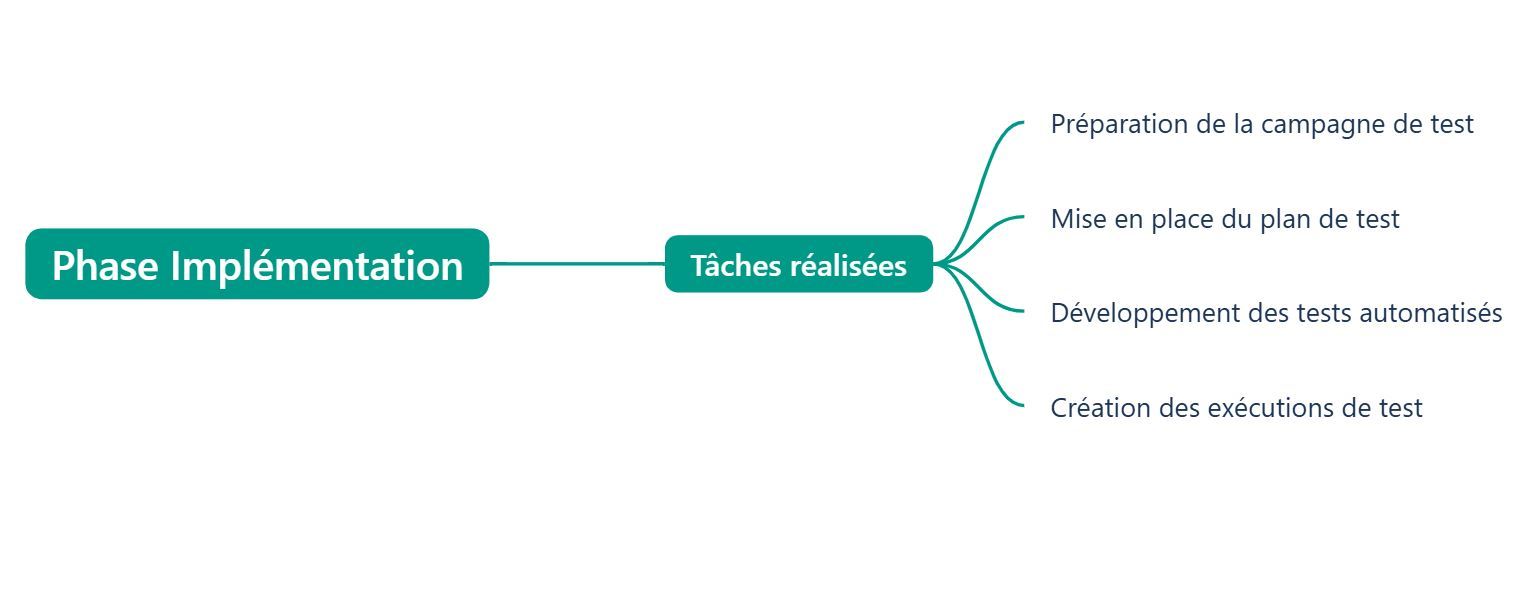 Phase Implémentation
Tâches réalisées
Préparation de la campagne de test
Mise en place du plan de test
Développement des tests automatisés
Création des exécutions de test